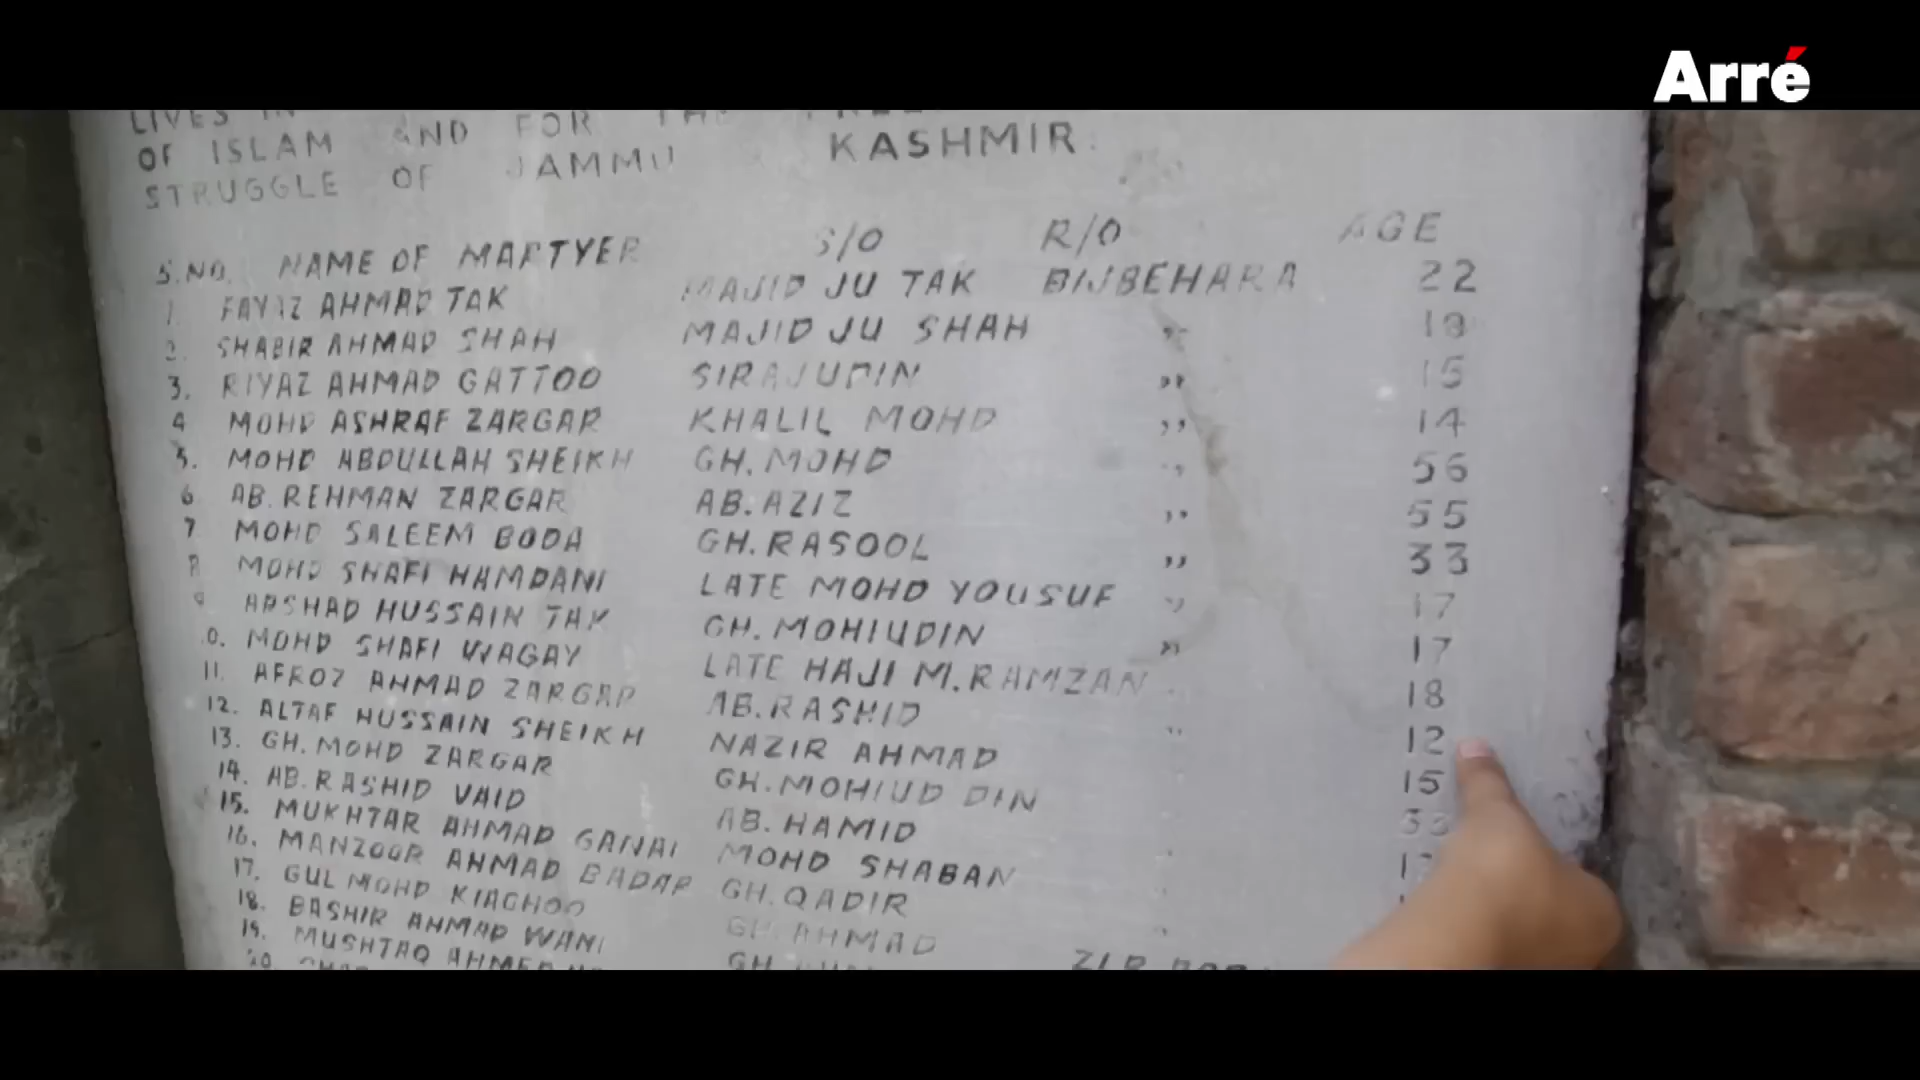 Arré
LIVES
OF ISLAM AND FOR
STRUGGLE OF JAMMU KASHMIR.
S.NO. NAME OF MARTYER S/O R/O AGE
1. FAYAZ AHMAD TAK MAJID JU TAK BIJBEHARA 22
2. SHABIR AHMAD SHAH MAJID JU SHAH ,, 18
3. RIYAZ AHMAD GATTOO SIRAJUDIN ,, 15
4 MOHD ASHRAF ZARGAR KHALIL MOHD ,, 14
5. MOHD ABDULLAH SHEIKH GH. MOHD ,, 56
6 AB. REHMAN ZARGAR AB. AZIZ ,, 55
7 MOHD SALEEM BODA GH. RASOOL ,, 33
8 MOHD SHAFI HAMDANI LATE MOHD YOUSUF ,, 17
9 ARSHAD HUSSAIN TAK GH. MOHIUDIN ,, 17
0. MOHD SHAFI WAGAY LATE HAJI M. RAMZAN 18
11. AFROZ AHMAD ZARGAR AB. RASHID ,, 12
12. ALTAF HUSSAIN SHEIKH NAZIR AHMAD 15
13. GH. MOHD ZARGAR GH. MOHIUD DIN
14. AB. RASHID VAID AB. HAMID
15. MUKHTAR AHMAD GANAI MOHD SHABAN
16. MANZOOR AHMAD BADAR GH. QADIR
17. GUL MOHD KIAGHOO GH. AHMAD
18. BASHIR AHMAD WANI GH.
19. MUSHTAQ AHMED